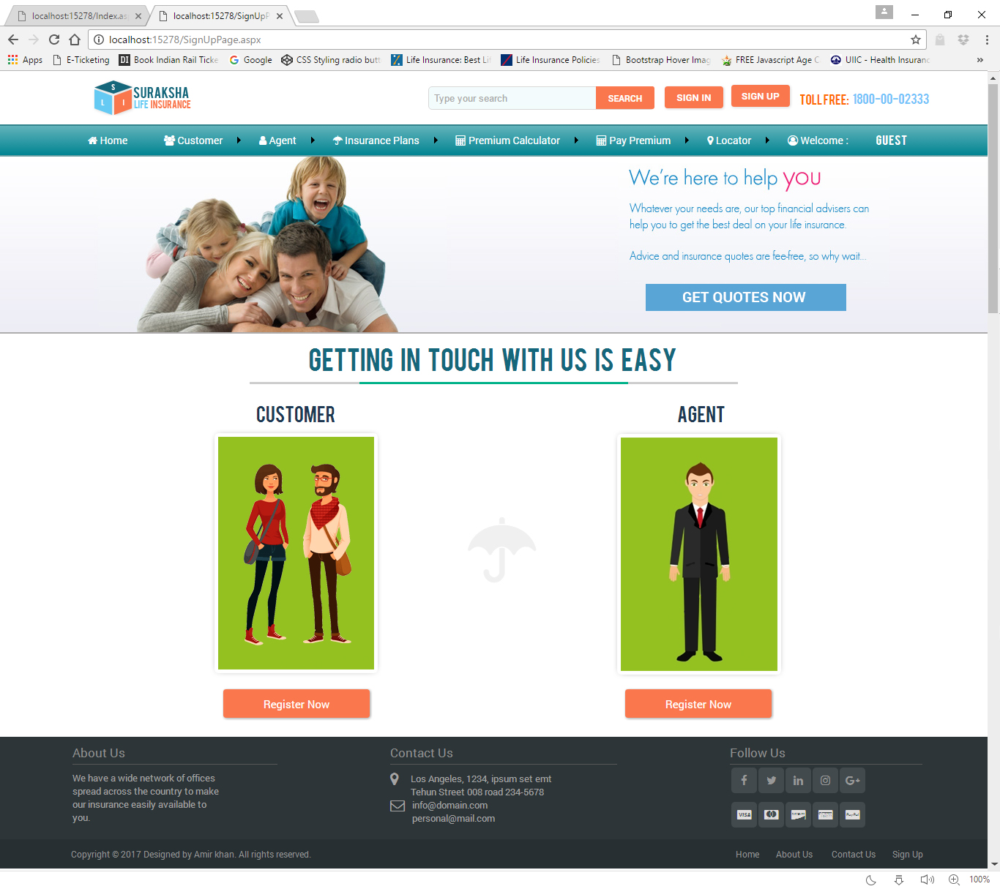 localhost:15278/Index.as
localhost:15278/SignUpP
localhost:15278/SignUpPage.aspx
Apps
E-Ticketing
DI
Book Indian Rail Ticke
G
Google
CSS Styling radio butt
Life Insurance: Best Lif
Life Insurance Policies
Bootstrap Hover Imag
FREE Javascript Age C
UIIC - Health Insuranc
»
S
L I
SURAKSHA
LIFE INSURANCE
Type your search
SEARCH
SIGN IN
SIGN UP
TOLL FREE: 1800-00-02333
Home
Customer
Agent
Insurance Plans
Premium Calculator
Pay Premium
Locator
Welcome :
GUEST
We're here to help you
Whatever your needs are, our top financial advisers can
help you to get the best deal on your life insurance.
Advice and insurance quotes are fee-free, so why wait...
GET QUOTES NOW
GETTING IN TOUCH WITH US IS EASY
CUSTOMER
AGENT
Register Now
Register Now
About Us
We have a wide network of offices
spread across the country to make
our insurance easily available to
you.
Contact Us
Los Angeles, 1234, ipsum set emt
Tehun Street 008 road 234-5678
info@domain.com
personal@mail.com
Follow Us
f
in
G+
VISA
PayPal
Copyright © 2017 Designed by Amir khan. All rights reserved.
Home
About Us
Contact Us
Sign Up
100%